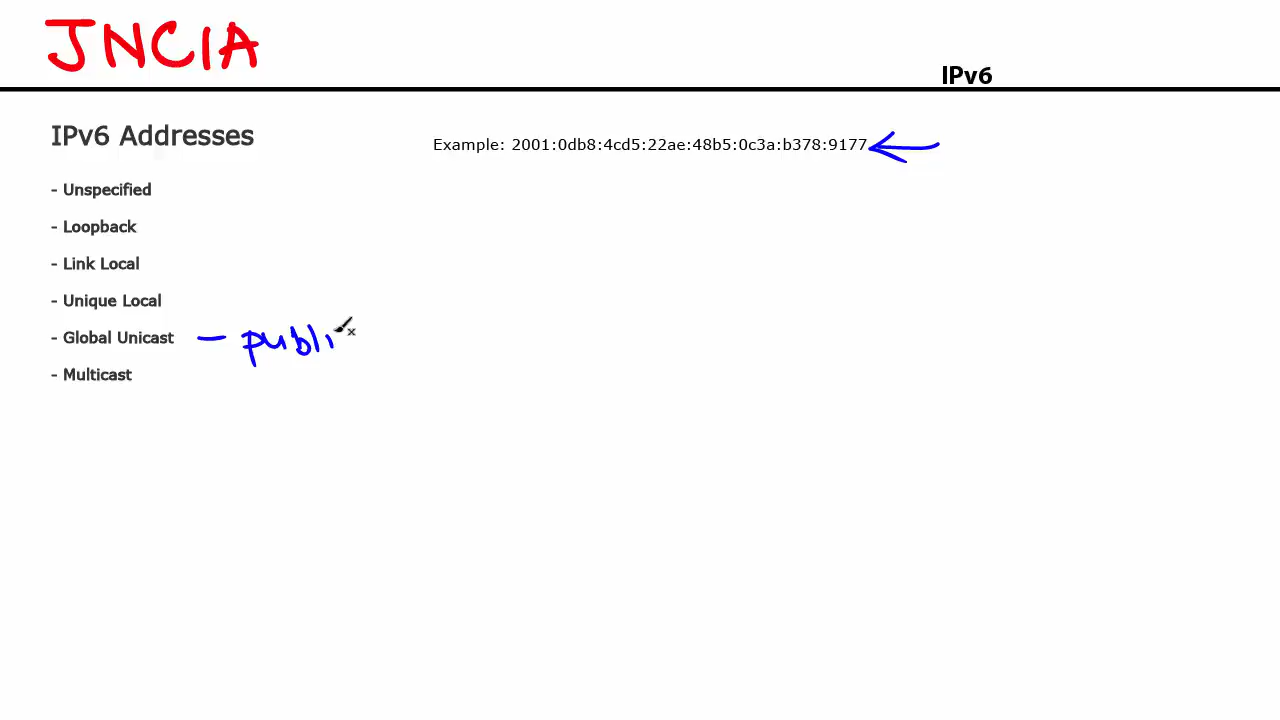 JNCIA
IPv6
IPv6 Addresses
Example: 2001:0db8:4cd5:22ae:48b5:0c3a:b378:9177
- Unspecified
- Loopback
- Link Local
- Unique Local
- Global Unicast – publi
- Multicast